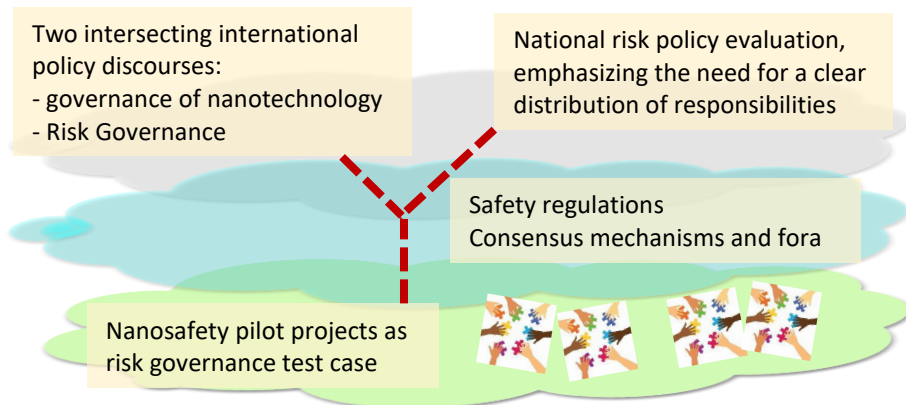 Two intersecting international
policy discourses:
- governance of nanotechnology
- Risk Governance
National risk policy evaluation,
emphasizing the need for a clear
distribution of responsibilities
Safety regulations
Consensus mechanisms and fora
Nanosafety pilot projects as
risk governance test case